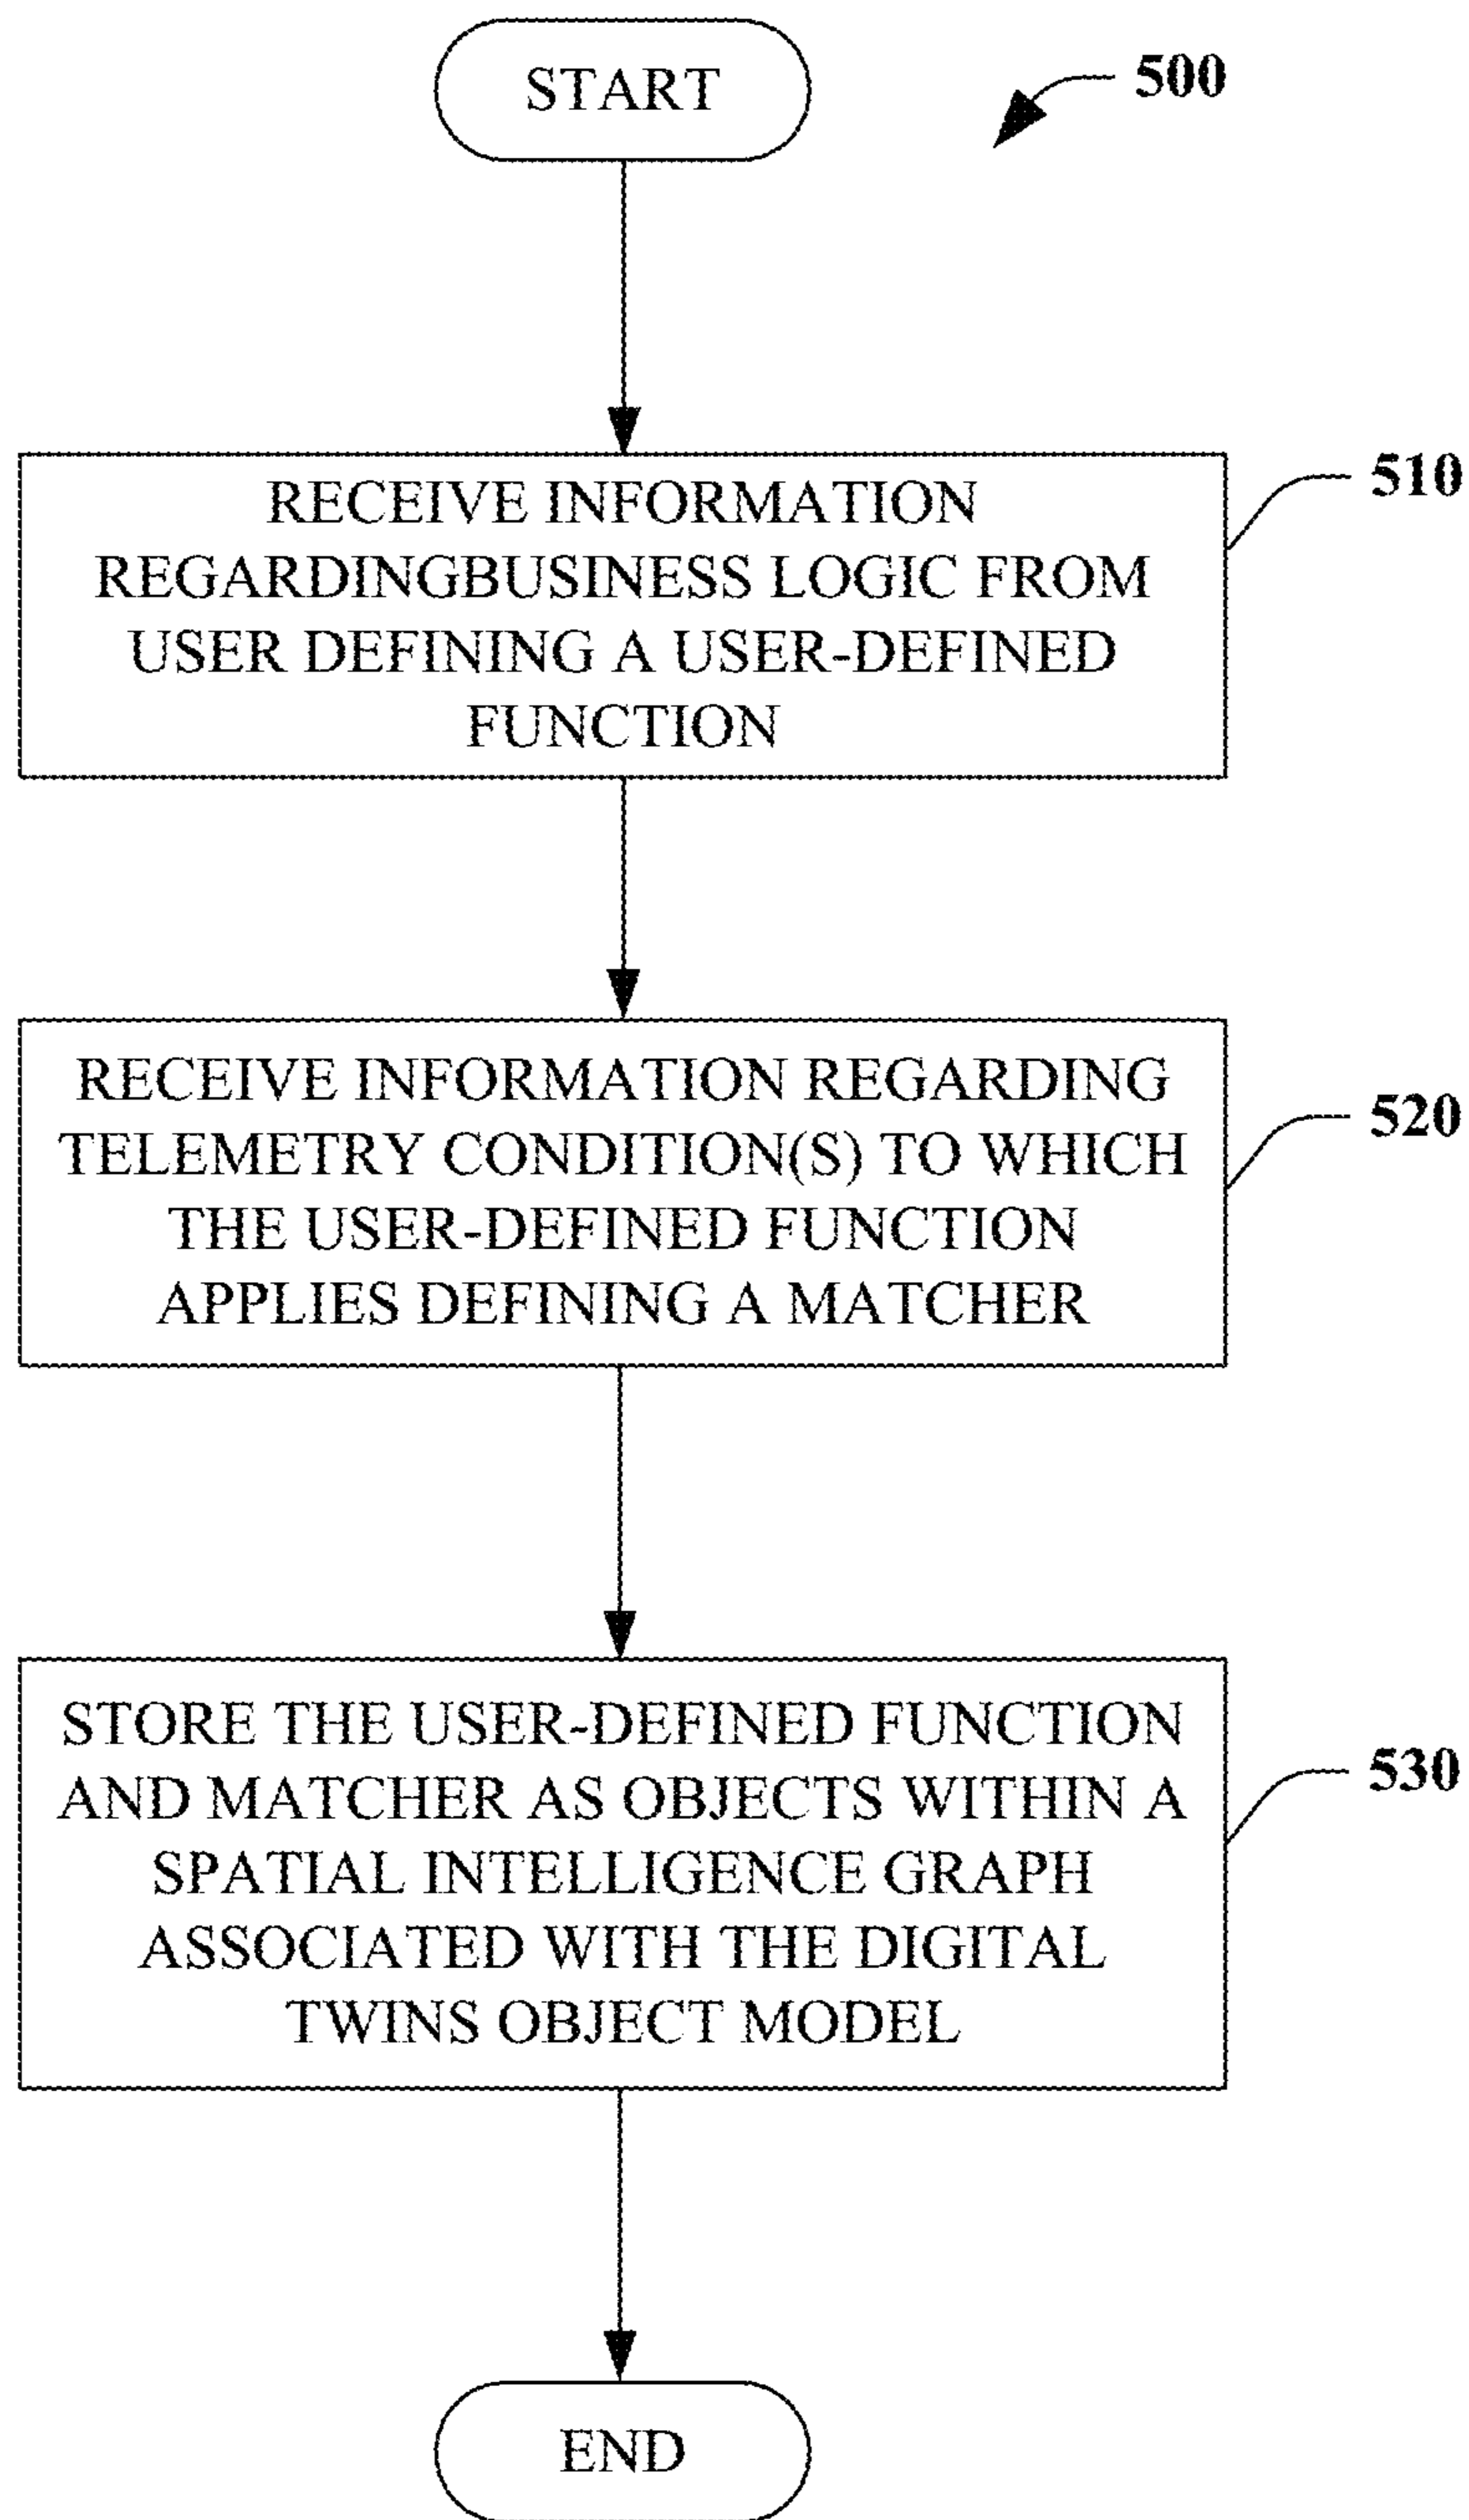 START
500
RECEIVE INFORMATION
REGARDINGBUSINESS LOGIC FROM
USER DEFINING A USER-DEFINED
FUNCTION
510
RECEIVE INFORMATION REGARDING
TELEMETRY CONDITION(S) TO WHICH
THE USER-DEFINED FUNCTION
APPLIES DEFINING A MATCHER
520
STORE THE USER-DEFINED FUNCTION
AND MATCHER AS OBJECTS WITHIN A
SPATIAL INTELLIGENCE GRAPH
ASSOCIATED WITH THE DIGITAL
TWINS OBJECT MODEL
530
END